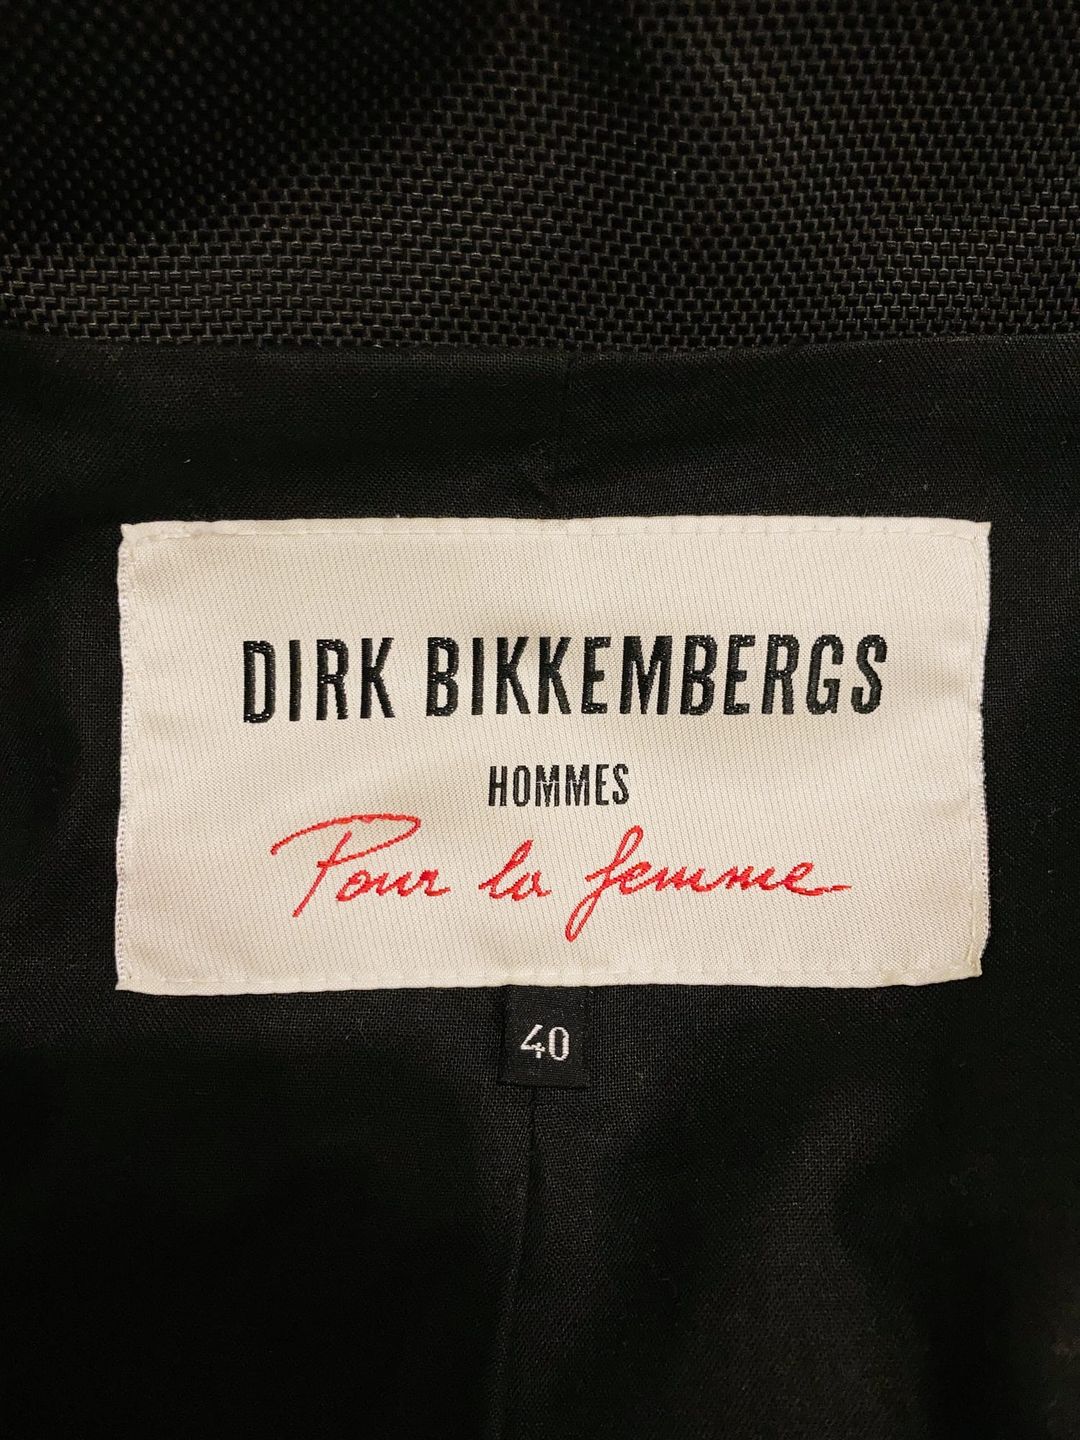 DIRK BIKKEMBERGS
HOMMES
Pour la femme
40